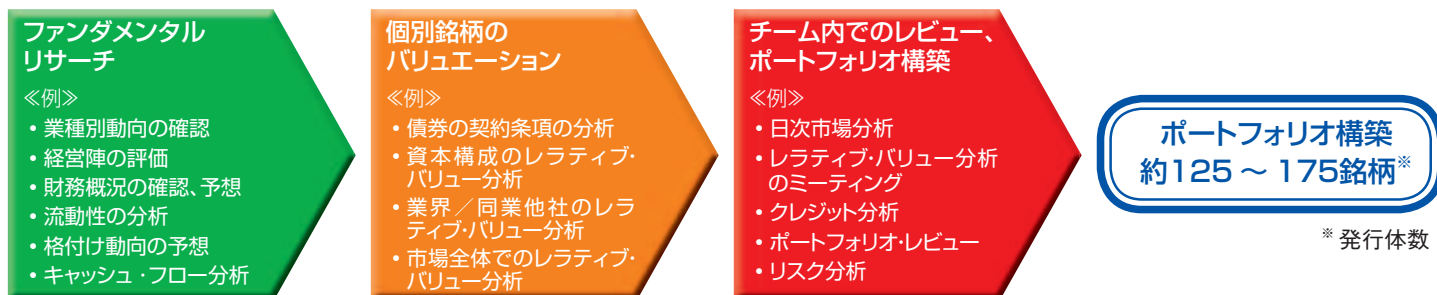 ファンダメンタル
リサーチ
≪例≫
・業種別動向の確認
・経営陣の評価
・財務概況の確認、予想
・流動性の分析
・格付け動向の予想
・キャッシュ・フロー分析
個別銘柄の
バリュエーション
≪例≫
・債券の契約条項の分析
・資本構成のレラティブ・
バリュー分析
・業界／同業他社のレラ
ティブ・バリュー分析
・市場全体でのレラティブ・
バリュー分析
チーム内でのレビュー、
ポートフォリオ構築
≪例≫
・日次市場分析
・レラティブ・バリュー分析
のミーティング
・クレジット分析
・ポートフォリオ・レビュー
・リスク分析
ポートフォリオ構築
約125～175銘柄※
※発行体数